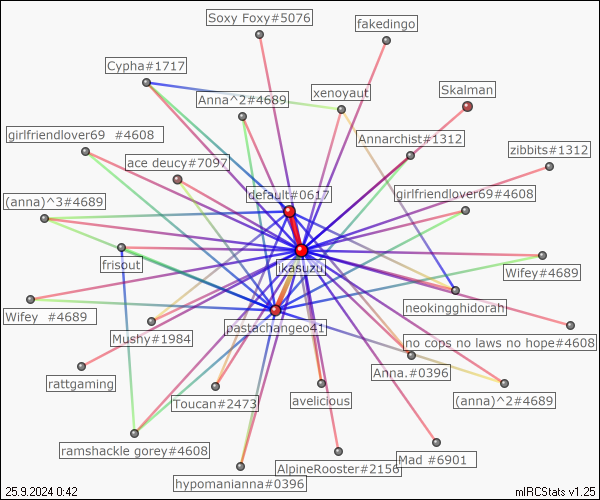 Soxy Foxy#5076
fakedingo
Cypha#1717
Skalman
Anna^2#4689
xenoyaut
girlfriendlover69 #4608
Annarchist#1312
zibbits#1312
ace deucy#7097
default#0617
girlfriendlover69#4608
(anna)^3#4689
frisout
ikasuzu
Wifey#4689
neokingghidorah
Wifey #4689
Mushy#1984
pastachangeo41
no cops no laws no hope#4608
Anna.#0396
rattgaming
Toucan#2473
avelicious
(anna)^2#4689
ramshackle gorey#4608
Mad #6901
AlpineRooster#2156
hypomanianna#0396
25.9.2024 0:42
mIRCStats v1.25